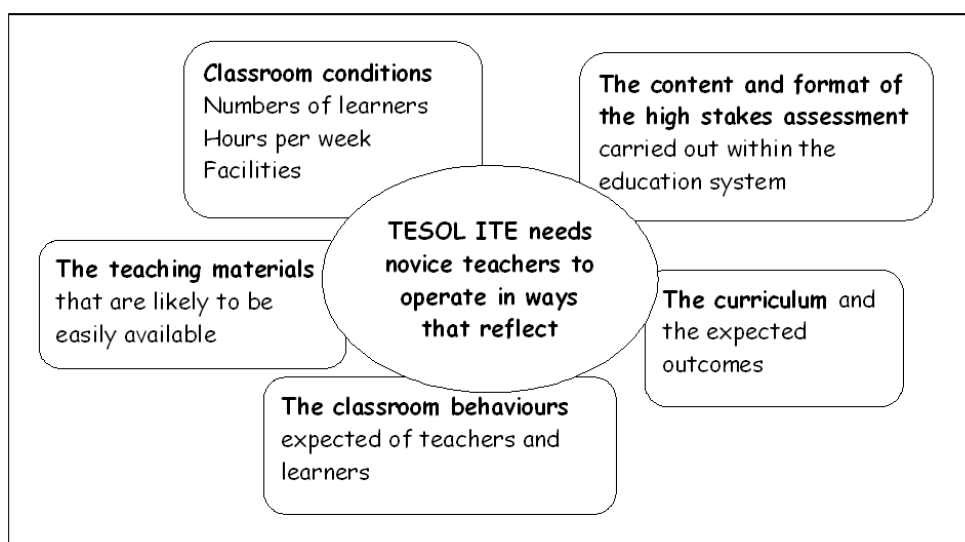 Classroom conditions
Numbers of learners
Hours per week
Facilities
The content and format of
the high stakes assessment
carried out within the
education system
TESOL ITE needs
novice teachers to
operate in ways
that reflect
The teaching materials
that are likely to be
easily available
The curriculum and
the expected
outcomes
The classroom behaviours
expected of teachers and
learners